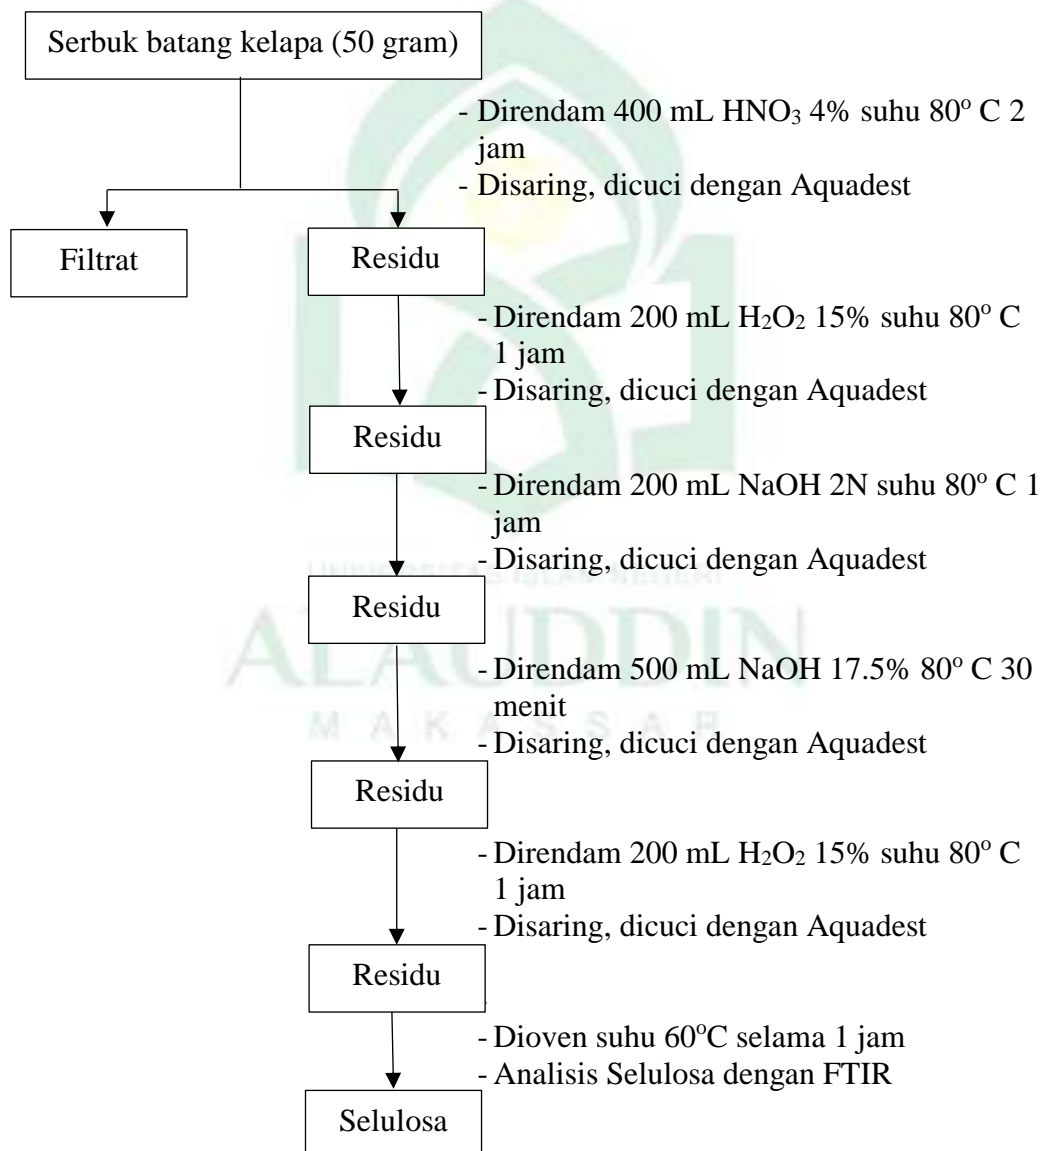 Serbuk batang kelapa (50 gram)
- Direndam 400 mL HNO₃ 4% suhu 80° C 2
jam
- Disaring, dicuci dengan Aquadest
Filtrat
Residu
- Direndam 200 mL H₂O₂ 15% suhu 80° C
1 jam
- Disaring, dicuci dengan Aquadest
Residu
- Direndam 200 mL NaOH 2N suhu 80° C 1
jam
- Disaring, dicuci dengan Aquadest
UNIVERSITAS ISLAM NEGERI
Residu
ALAUDDIN
- Direndam 500 mL NaOH 17.5% 80° C 30
menit
MAKASSAR
- Disaring, dicuci dengan Aquadest
Residu
- Direndam 200 mL H₂O₂ 15% suhu 80° C
1 jam
- Disaring, dicuci dengan Aquadest
Residu
- Dioven suhu 60°C selama 1 jam
- Analisis Selulosa dengan FTIR
Selulosa